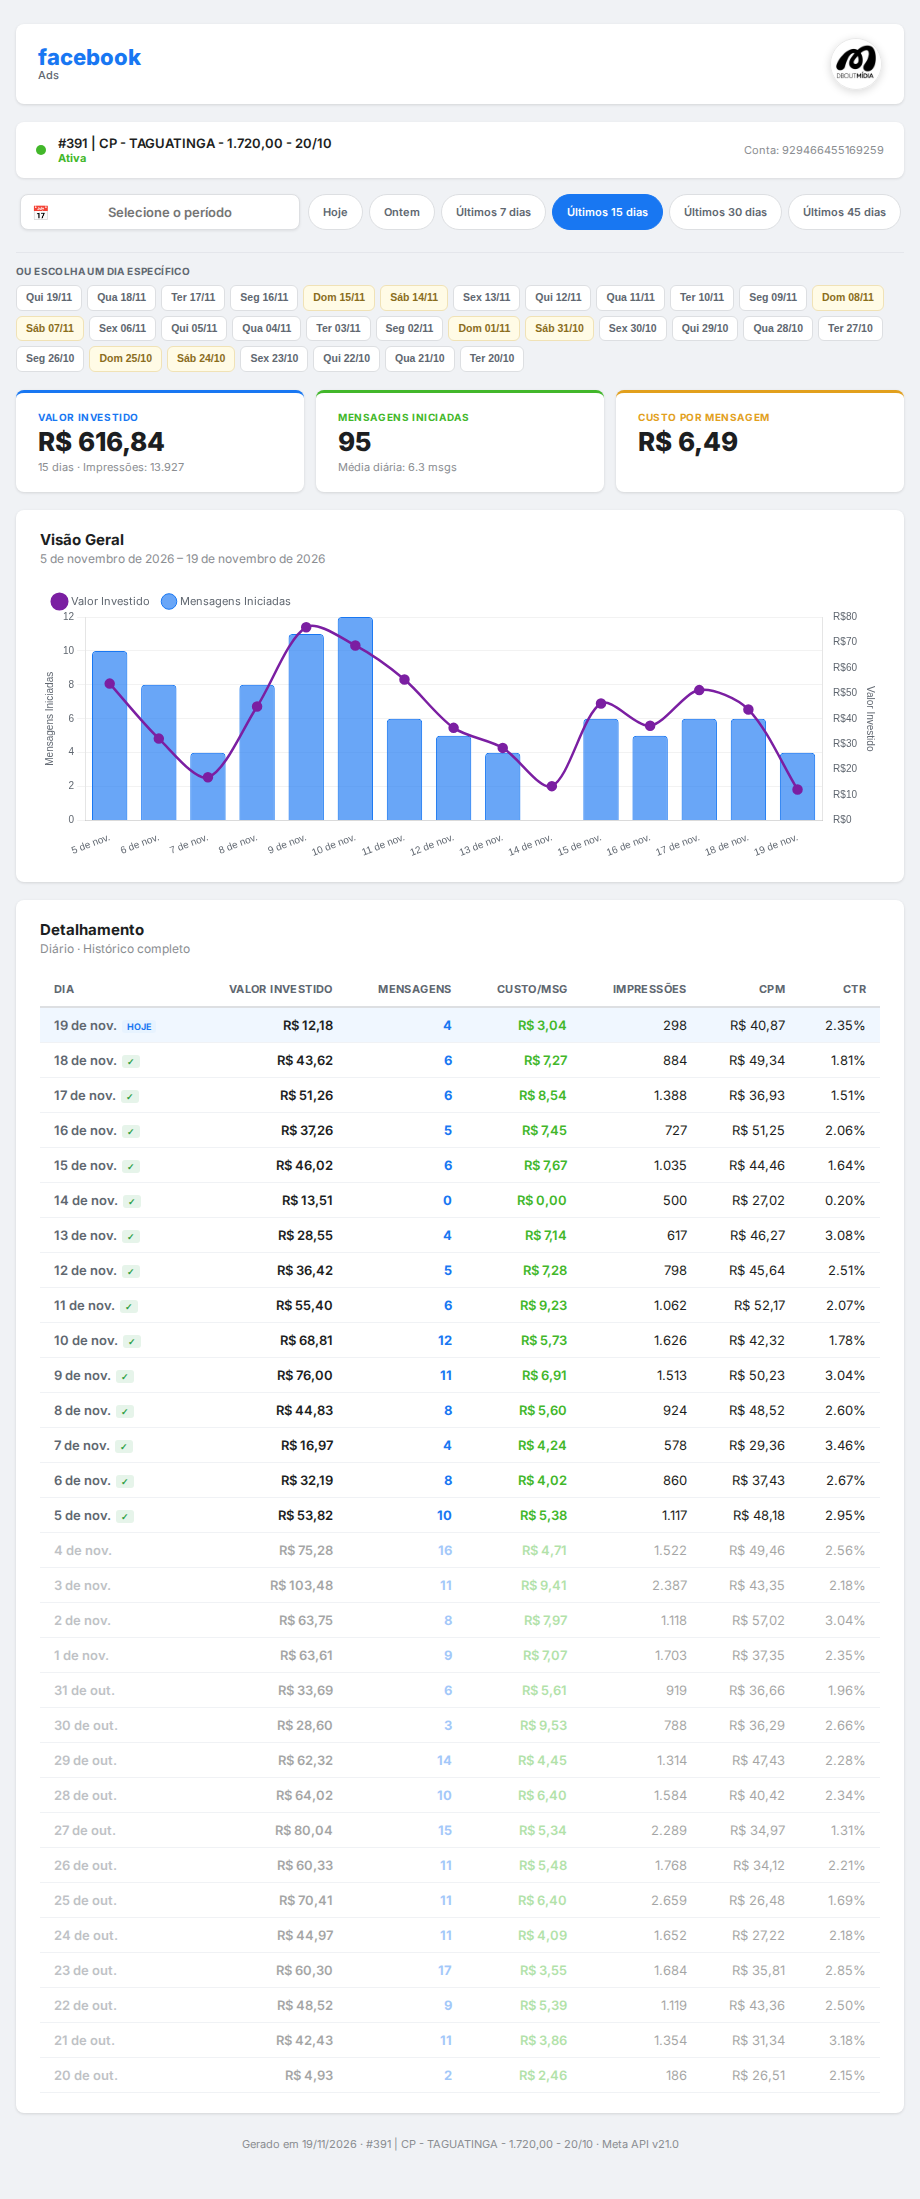 facebook
Ads
DBOUTMÍDIA
#391 | CP - TAGUATINGA - 1.720,00 - 20/10
Ativa
Conta: 929466455169259
Selecione o período Hoje Ontem Últimos 7 dias Últimos 15 dias Últimos 30 dias Últimos 45 dias
OU ESCOLHA UM DIA ESPECÍFICO
Qui 19/11 Qua 18/11 Ter 17/11 Seg 16/11 Dom 15/11 Sáb 14/11 Sex 13/11 Qui 12/11 Qua 11/11 Ter 10/11 Seg 09/11 Dom 08/11
Sáb 07/11 Sex 06/11 Qui 05/11 Qua 04/11 Ter 03/11 Seg 02/11 Dom 01/11 Sáb 31/10 Sex 30/10 Qui 29/10 Qua 28/10 Ter 27/10
Seg 26/10 Dom 25/10 Sáb 24/10 Sex 23/10 Qui 22/10 Qua 21/10 Ter 20/10
VALOR INVESTIDO
R$ 616,84
15 dias · Impressões: 13.927
MENSAGENS INICIADAS
95
Média diária: 6.3 msgs
CUSTO POR MENSAGEM
R$ 6,49
Visão Geral
5 de novembro de 2026 – 19 de novembro de 2026
Valor Investido Mensagens Iniciadas
Mensagens Iniciadas
12
10
8
6
4
2
0
R$80
R$70
R$60
R$50
R$40
R$30
R$20
R$10
R$0
Valor Investido
5 de nov. 6 de nov. 7 de nov. 8 de nov. 9 de nov. 10 de nov. 11 de nov. 12 de nov. 13 de nov. 14 de nov. 15 de nov. 16 de nov. 17 de nov. 18 de nov. 19 de nov.
Detalhamento
Diário · Histórico completo
DIA VALOR INVESTIDO MENSAGENS CUSTO/MSG IMPRESSÕES CPM CTR
19 de nov. HOJE R$ 12,18 4 R$ 3,04 298 R$ 40,87 2.35%
18 de nov. ✓ R$ 43,62 6 R$ 7,27 884 R$ 49,34 1.81%
17 de nov. ✓ R$ 51,26 6 R$ 8,54 1.388 R$ 36,93 1.51%
16 de nov. ✓ R$ 37,26 5 R$ 7,45 727 R$ 51,25 2.06%
15 de nov. ✓ R$ 46,02 6 R$ 7,67 1.035 R$ 44,46 1.64%
14 de nov. ✓ R$ 13,51 0 R$ 0,00 500 R$ 27,02 0.20%
13 de nov. ✓ R$ 28,55 4 R$ 7,14 617 R$ 46,27 3.08%
12 de nov. ✓ R$ 36,42 5 R$ 7,28 798 R$ 45,64 2.51%
11 de nov. ✓ R$ 55,40 6 R$ 9,23 1.062 R$ 52,17 2.07%
10 de nov. ✓ R$ 68,81 12 R$ 5,73 1.626 R$ 42,32 1.78%
9 de nov. ✓ R$ 76,00 11 R$ 6,91 1.513 R$ 50,23 3.04%
8 de nov. ✓ R$ 44,83 8 R$ 5,60 924 R$ 48,52 2.60%
7 de nov. ✓ R$ 16,97 4 R$ 4,24 578 R$ 29,36 3.46%
6 de nov. ✓ R$ 32,19 8 R$ 4,02 860 R$ 37,43 2.67%
5 de nov. ✓ R$ 53,82 10 R$ 5,38 1.117 R$ 48,18 2.95%
4 de nov. R$ 75,28 16 R$ 4,71 1.522 R$ 49,46 2.56%
3 de nov. R$ 103,48 11 R$ 9,41 2.387 R$ 43,35 2.18%
2 de nov. R$ 63,75 8 R$ 7,97 1.118 R$ 57,02 3.04%
1 de nov. R$ 63,61 9 R$ 7,07 1.703 R$ 37,35 2.35%
31 de out. R$ 33,69 6 R$ 5,61 919 R$ 36,66 1.96%
30 de out. R$ 28,60 3 R$ 9,53 788 R$ 36,29 2.66%
29 de out. R$ 62,32 14 R$ 4,45 1.314 R$ 47,43 2.28%
28 de out. R$ 64,02 10 R$ 6,40 1.584 R$ 40,42 2.34%
27 de out. R$ 80,04 15 R$ 5,34 2.289 R$ 34,97 1.31%
26 de out. R$ 60,33 11 R$ 5,48 1.768 R$ 34,12 2.21%
25 de out. R$ 70,41 11 R$ 6,40 2.659 R$ 26,48 1.69%
24 de out. R$ 44,97 11 R$ 4,09 1.652 R$ 27,22 2.18%
23 de out. R$ 60,30 17 R$ 3,55 1.684 R$ 35,81 2.85%
22 de out. R$ 48,52 9 R$ 5,39 1.119 R$ 43,36 2.50%
21 de out. R$ 42,43 11 R$ 3,86 1.354 R$ 31,34 3.18%
20 de out. R$ 4,93 2 R$ 2,46 186 R$ 26,51 2.15%
Gerado em 19/11/2026 · #391 | CP - TAGUATINGA - 1.720,00 - 20/10 · Meta API v21.0